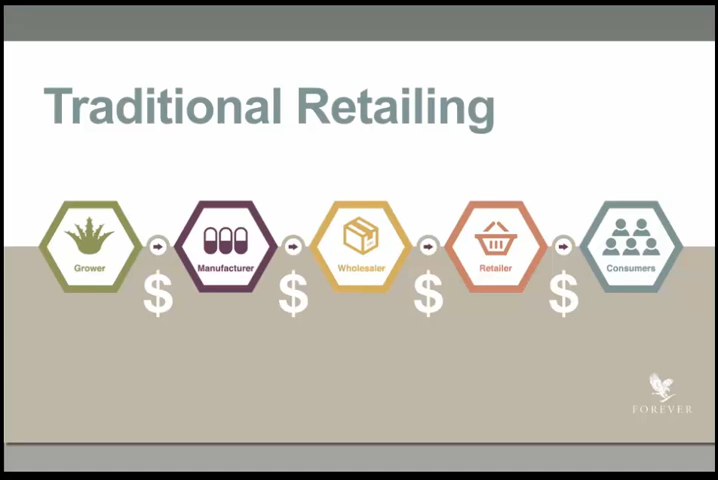 Traditional Retailing
Grower
Manufacturer
Wholesaler
Retailer
Consumers
$ $ $ $
FOREVER